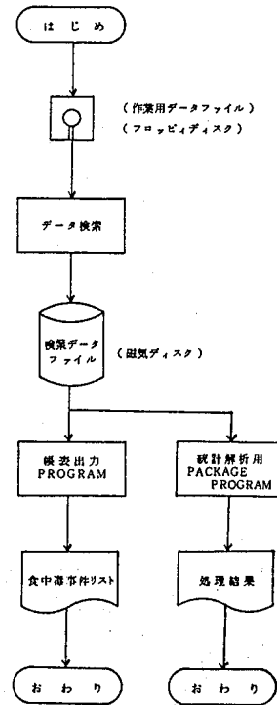 はじめ
(作業用データファイル)
(フロッピィディスク)
データ検索
検索データ
ファイル
(磁気ディスク)
帳表出力
PROGRAM
統計解析用
PACKAGE
PROGRAM
食中毒事件リスト
処理結果
おわり
おわり